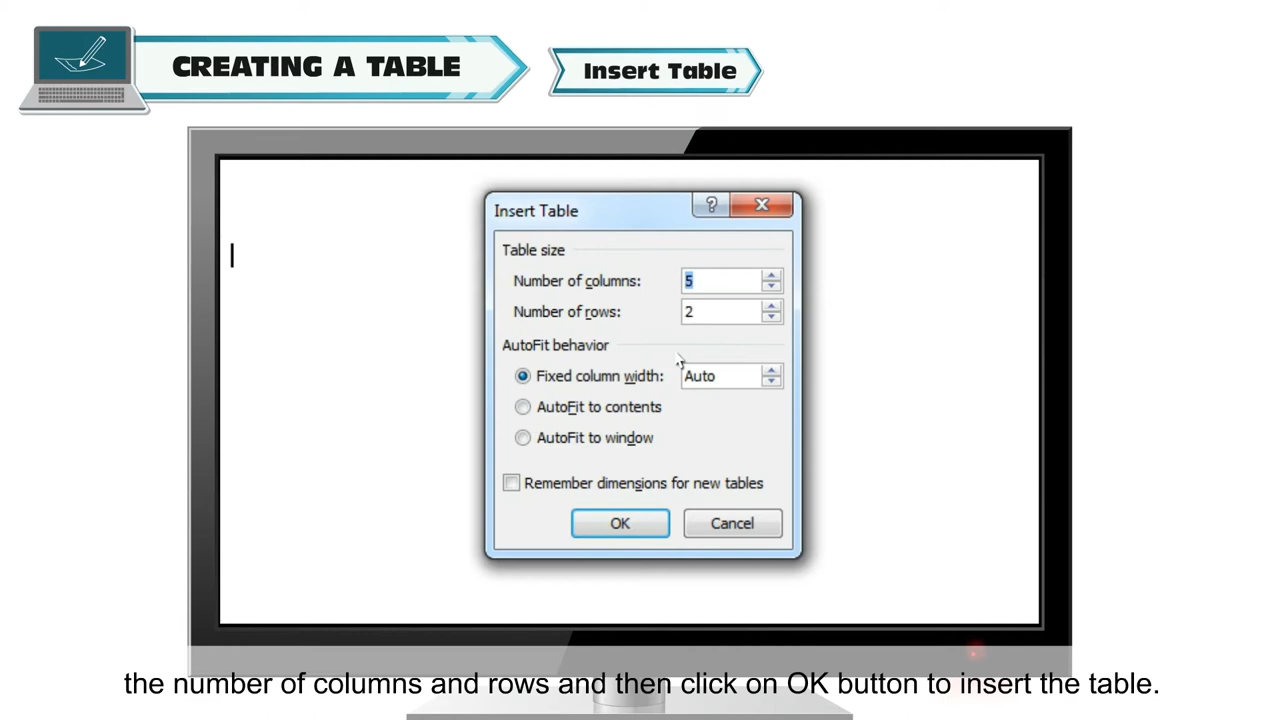 CREATING A TABLE
Insert Table
Insert Table
?
Table size
Number of columns: 5
Number of rows: 2
AutoFit behavior
Fixed column width: Auto
AutoFit to contents
AutoFit to window
Remember dimensions for new tables
OK Cancel
the number of columns and rows and then click on OK button to insert the table.